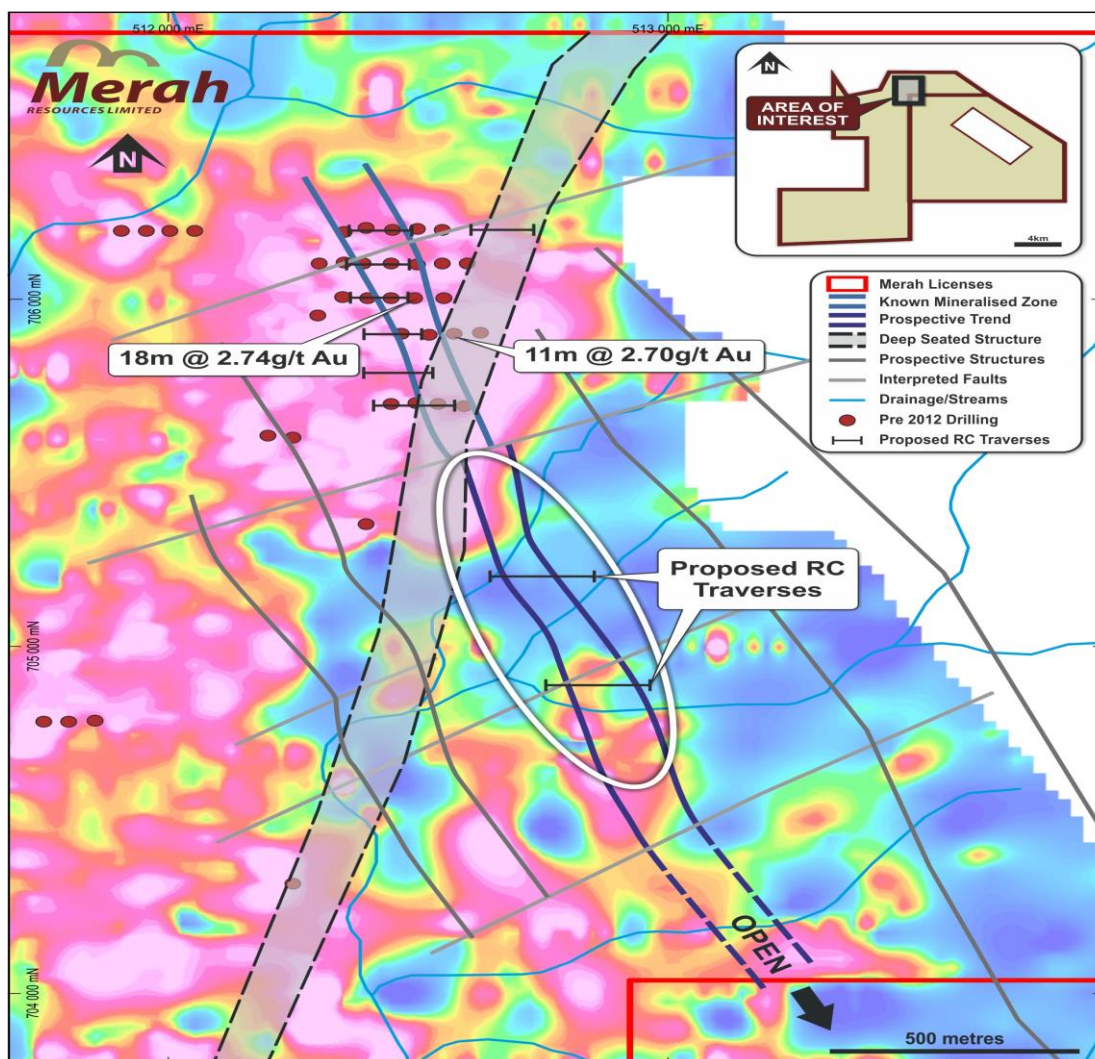 512 000 mE
513 000 mE
Merah
RESOURCES LIMITED
N
N
AREA OF
INTEREST
4km
706 000 mN
705 000 mN
704 000 mN
Merah Licenses
Known Mineralised Zone
Prospective Trend
Deep Seated Structure
Prospective Structures
Interpreted Faults
Drainage/Streams
Pre 2012 Drilling
Proposed RC Traverses
18m @ 2.74g/t Au
11m @ 2.70g/t Au
Proposed RC
Traverses
OPEN
500 metres